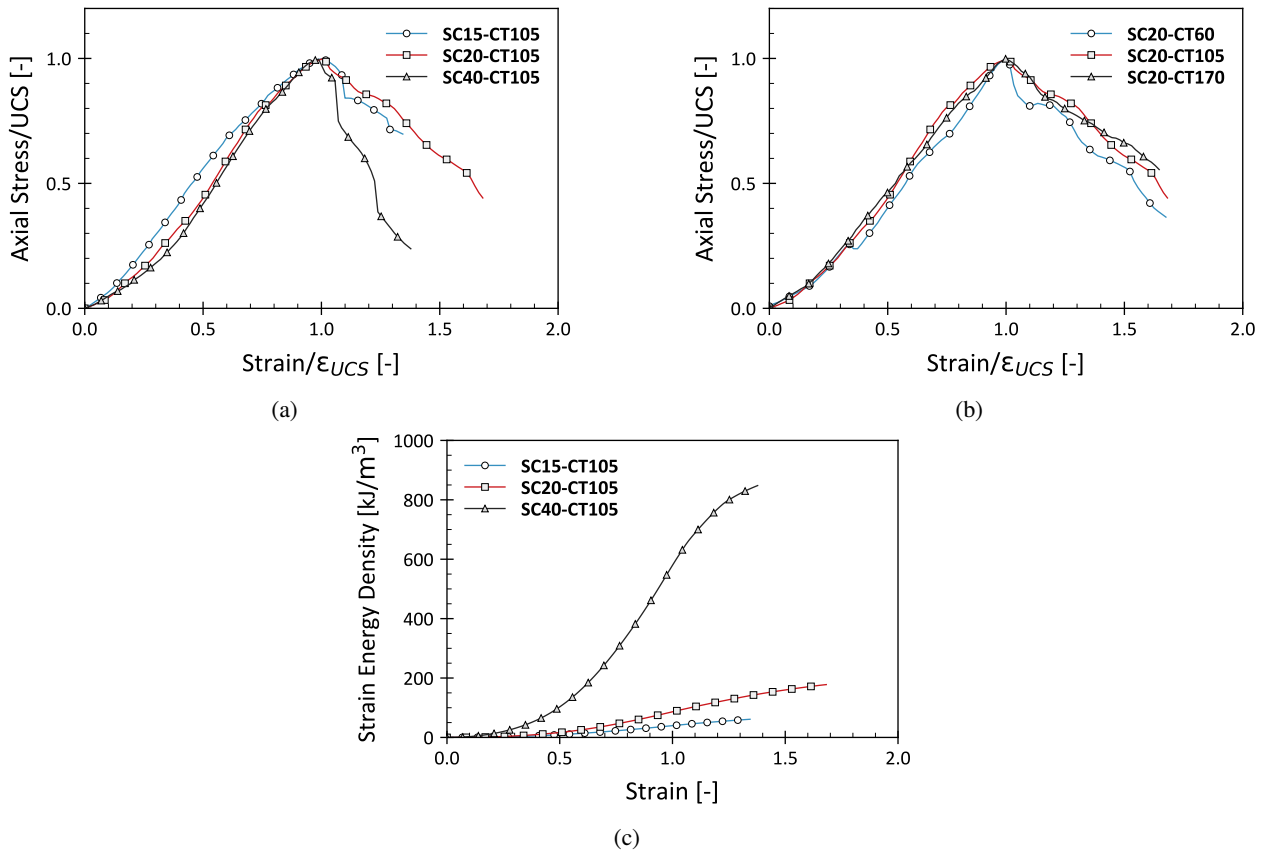 SC15-CT105
SC20-CT105
SC40-CT105
1.0
0.5
0.0
0.0
0.5
1.0
1.5
2.0
Axial Stress/UCS [-]
Strain/ε_UCS [-]
(a)
SC20-CT60
SC20-CT105
SC20-CT170
1.0
0.5
0.0
0.0
0.5
1.0
1.5
2.0
Axial Stress/UCS [-]
Strain/ε_UCS [-]
(b)
SC15-CT105
SC20-CT105
SC40-CT105
1000
800
600
400
200
0
0.0
0.5
1.0
1.5
2.0
Strain Energy Density [kJ/m³]
Strain [-]
(c)